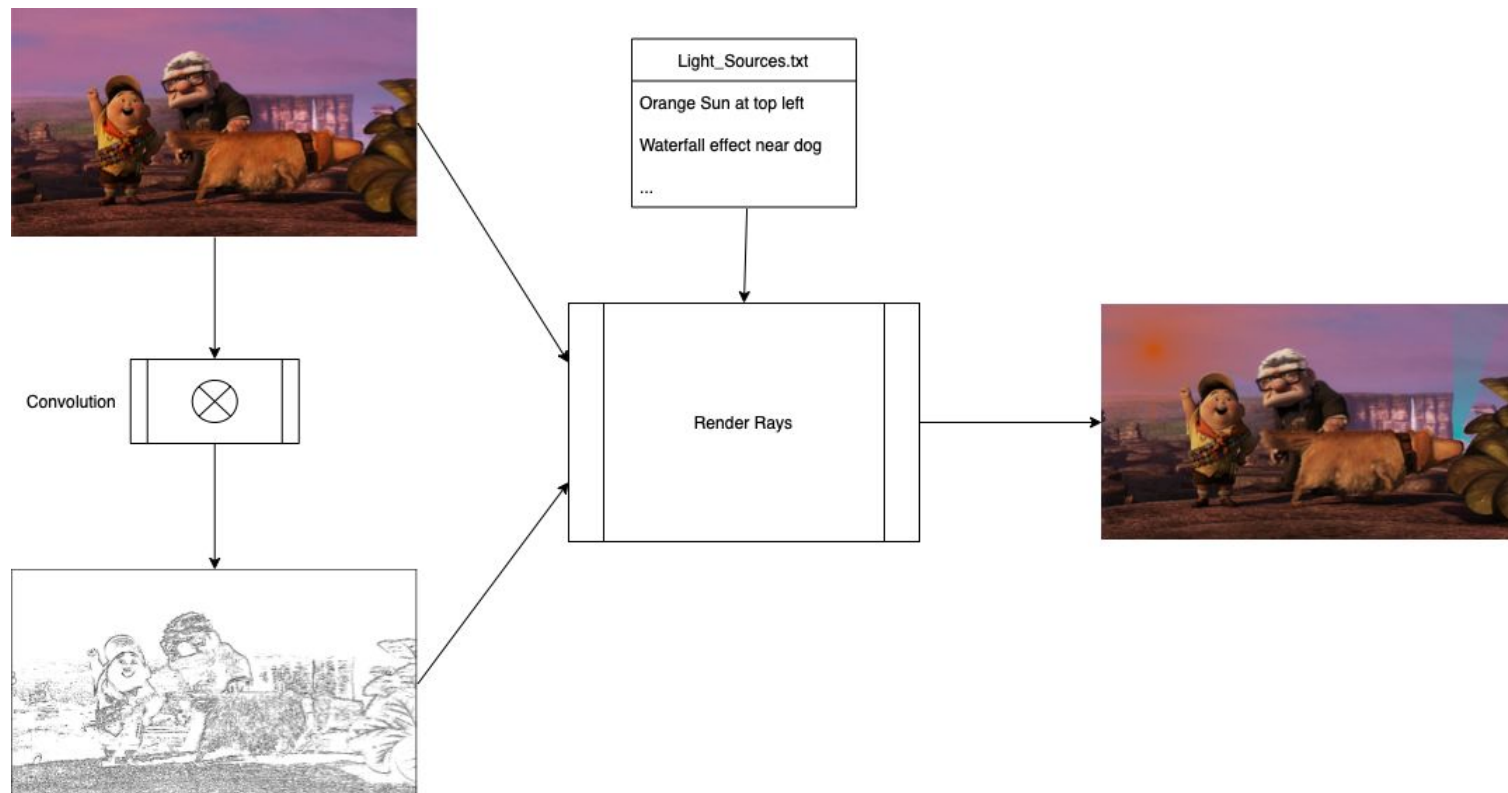 Light_Sources.txt
Orange Sun at top left
Waterfall effect near dog
...
Convolution
Render Rays